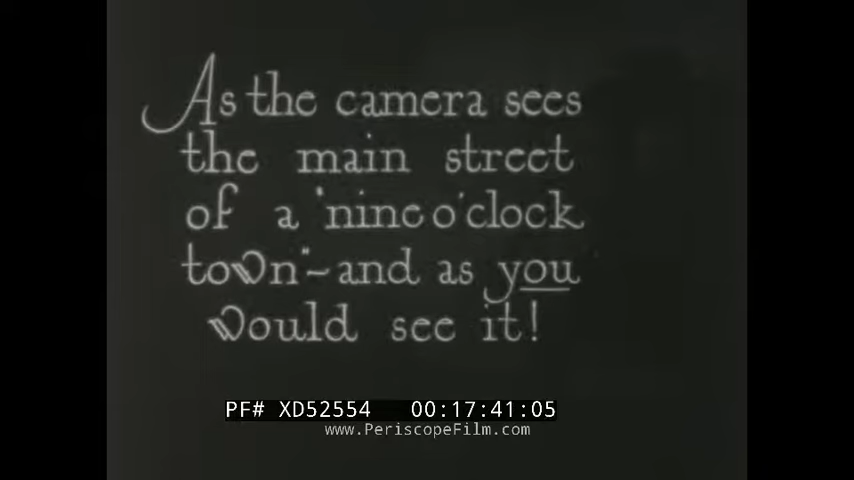 As the camera sees
the main street
of a "nine o'clock
town"-and as you
would see it!
PF# XD52554 00:17:41:05
www.PeriscopeFilm.com